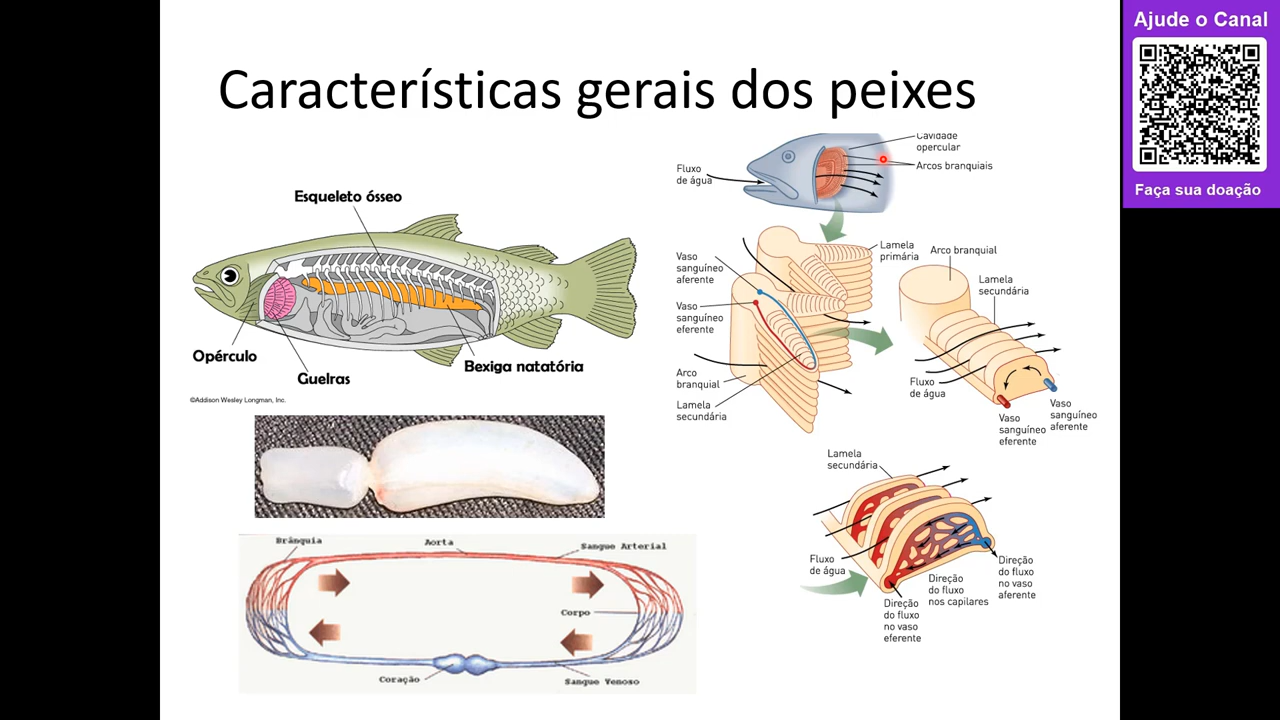 Características gerais dos peixes
Ajude o Canal
Faça sua doação
Esqueleto ósseo
Opérculo
Guelras
Bexiga natatória
©Addison Wesley Longman, Inc.
Cavidade
opercular
Arcos branquiais
Fluxo
de água
Vaso
sanguíneo
aferente
Vaso
sanguíneo
eferente
Arco
branquial
Lamela
secundária
Lamela
primária
Arco branquial
Lamela
secundária
Fluxo
de água
Vaso
sanguíneo
eferente
Vaso
sanguíneo
aferente
Lamela
secundária
Fluxo
de água
Direção
do fluxo
no vaso
eferente
Direção
do fluxo
nos capilares
Direção
do fluxo
no vaso
aferente
Brânquia
Aorta
Sangue Arterial
Corpo
Coração
Sangue Venoso